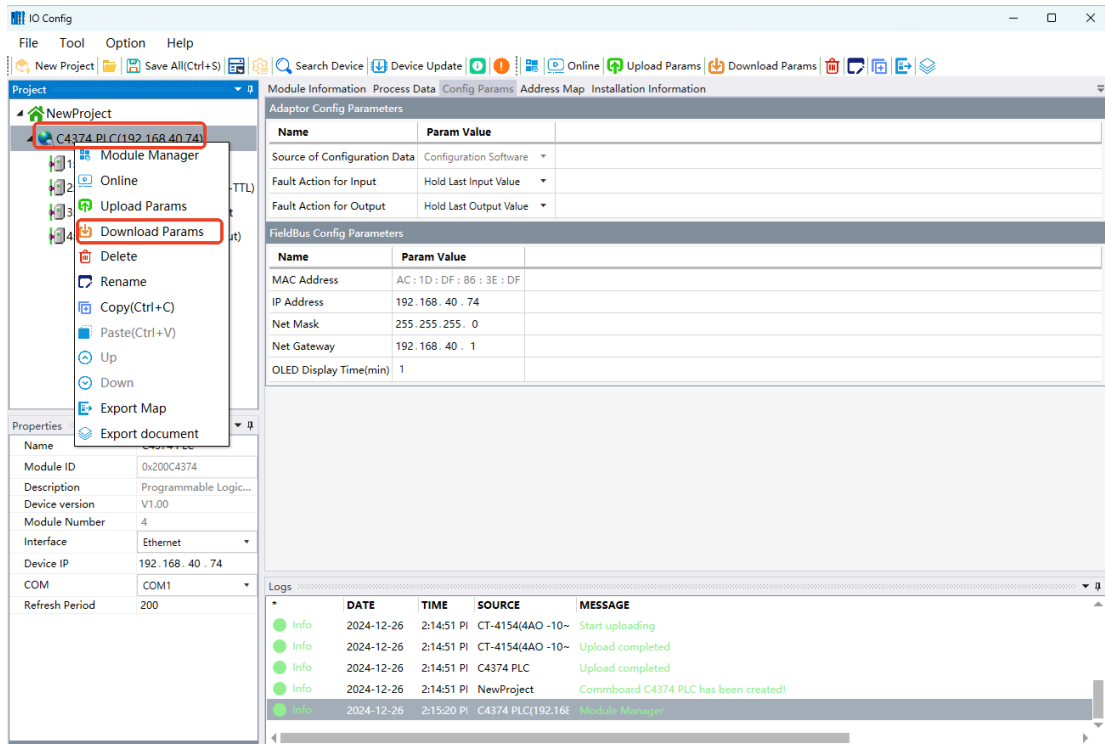 IO Config
File Tool Option Help
New Project Save All(Ctrl+S) Search Device Device Update Online Upload Params Download Params
Project
Module Information Process Data Config Params Address Map Installation Information
NewProject
C4374 PLC(192.168.40.74)
1
2 -TTL)
3 t
4 ut)
Module Manager
Online
Upload Params
Download Params
Delete
Rename
Copy(Ctrl+C)
Paste(Ctrl+V)
Up
Down
Export Map
Export document
Adaptor Config Parameters
Name Param Value
Source of Configuration Data Configuration Software
Fault Action for Input Hold Last Input Value
Fault Action for Output Hold Last Output Value
FieldBus Config Parameters
Name Param Value
MAC Address AC : 1D : DF : 86 : 3E : DF
IP Address 192 . 168 . 40 . 74
Net Mask 255 . 255 . 255 . 0
Net Gateway 192 . 168 . 40 . 1
OLED Display Time(min) 1
Properties
Name C4374 PLC
Module ID 0x200C4374
Description Programmable Logic...
Device version V1.00
Module Number 4
Interface Ethernet
Device IP 192 . 168 . 40 . 74
COM COM1
Refresh Period 200
Logs
* DATE TIME SOURCE MESSAGE
Info 2024-12-26 2:14:51 PI CT-4154(4AO -10~ Start uploading
Info 2024-12-26 2:14:51 PI CT-4154(4AO -10~ Upload completed
Info 2024-12-26 2:14:51 PI C4374 PLC Upload completed
Info 2024-12-26 2:14:51 PI NewProject Commboard C4374 PLC has been created!
Info 2024-12-26 2:15:20 PI C4374 PLC(192.168 Module Manager